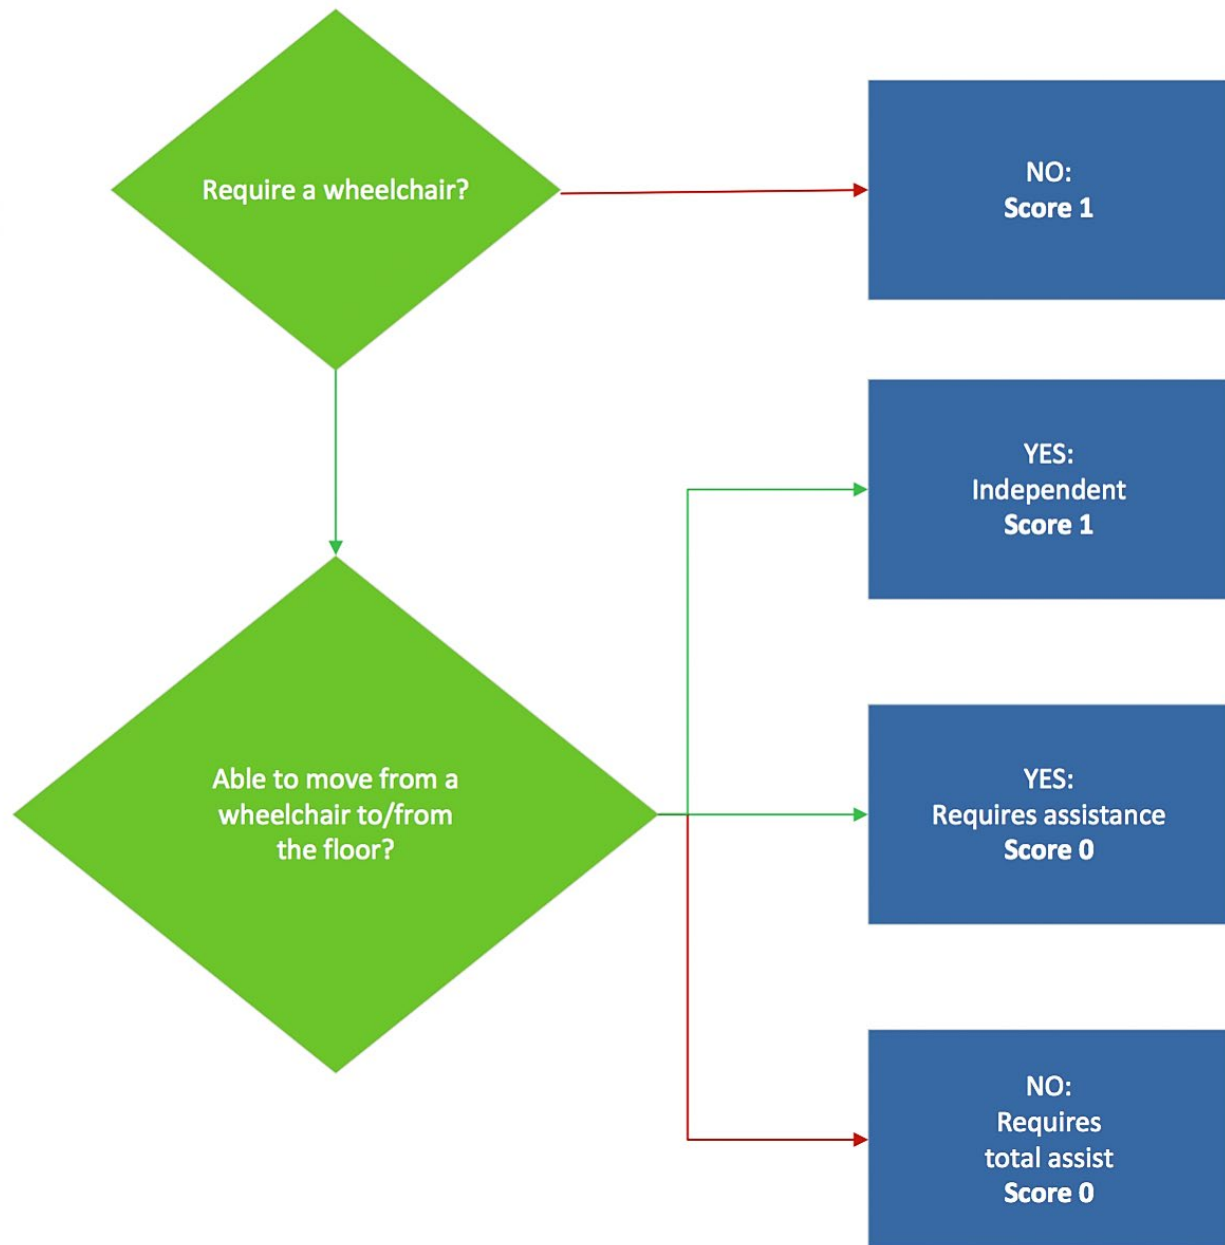 Require a wheelchair?
NO:
Score 1
YES:
Independent
Score 1
Able to move from a
wheelchair to/from
the floor?
YES:
Requires assistance
Score 0
NO:
Requires
total assist
Score 0